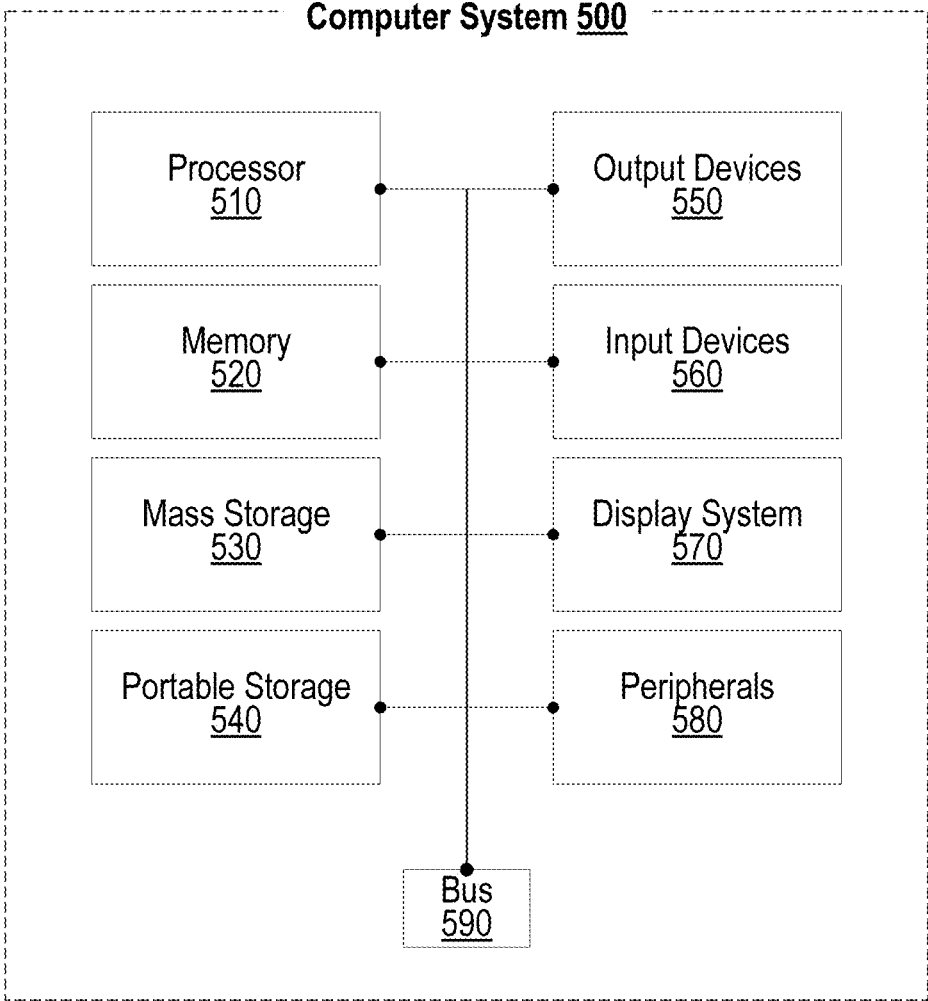 Computer System 500
Processor
510
Output Devices
550
Memory
520
Input Devices
560
Mass Storage
530
Display System
570
Portable Storage
540
Peripherals
580
Bus
590